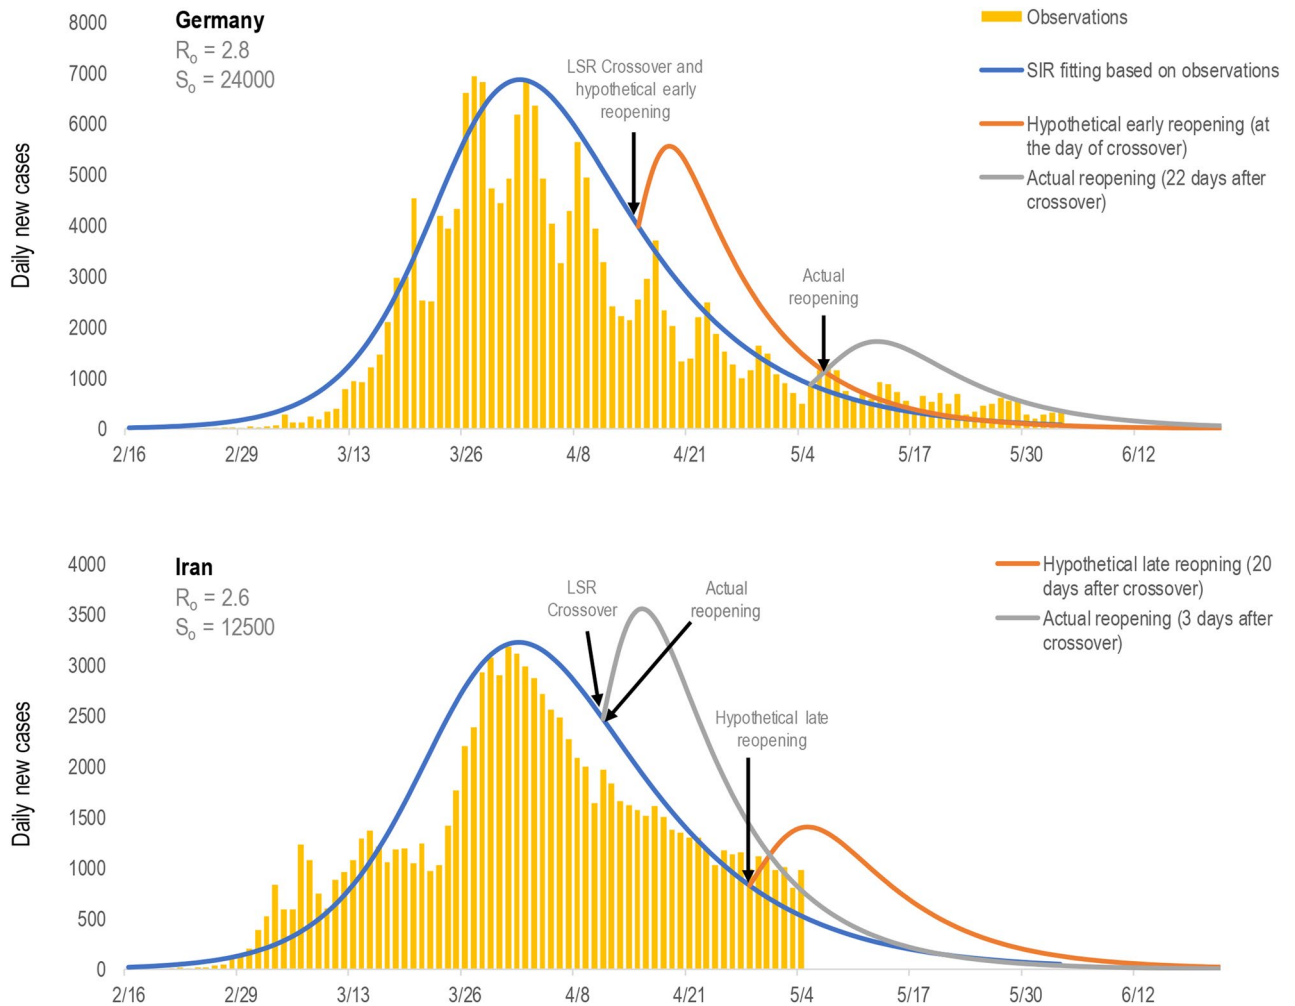 Germany
R₀ = 2.8
S₀ = 24000
Daily new cases
8000
7000
6000
5000
4000
3000
2000
1000
0
LSR Crossover and
hypothetical early
reopening
Actual
reopening
Observations
SIR fitting based on observations
Hypothetical early reopening (at
the day of crossover)
Actual reopening (22 days after
crossover)
2/16 2/29 3/13 3/26 4/8 4/21 5/4 5/17 5/30 6/12
Iran
R₀ = 2.6
S₀ = 12500
Daily new cases
4000
3500
3000
2500
2000
1500
1000
500
0
LSR
Crossover
Actual
reopening
Hypothetical late
reopening
Hypothetical late reopning (20
days after crossover)
Actual reopening (3 days after
crossover)
2/16 2/29 3/13 3/26 4/8 4/21 5/4 5/17 5/30 6/12